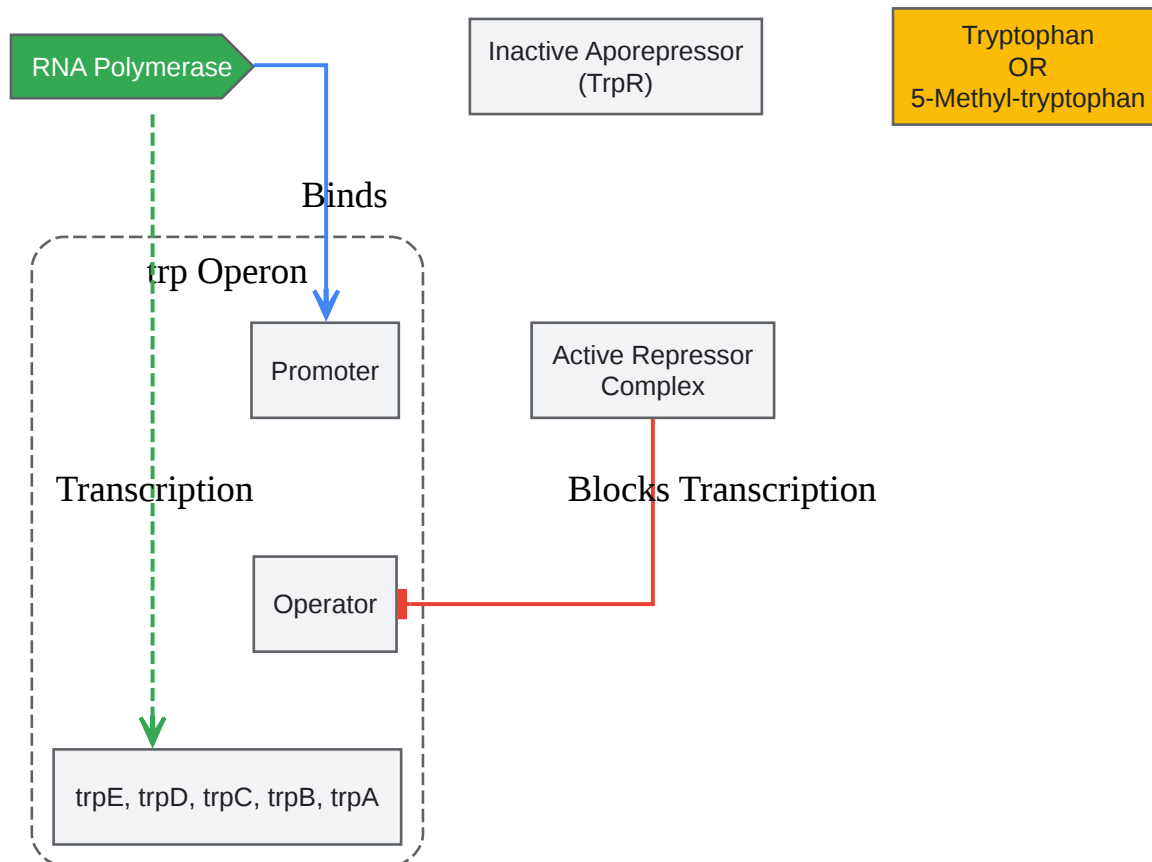 RNA Polymerase
Inactive Aporepressor
(TrpR)
Tryptophan
OR
5-Methyl-tryptophan
Binds
trp Operon
Promoter
Active Repressor
Complex
Transcription
Blocks Transcription
Operator
trpE, trpD, trpC, trpB, trpA